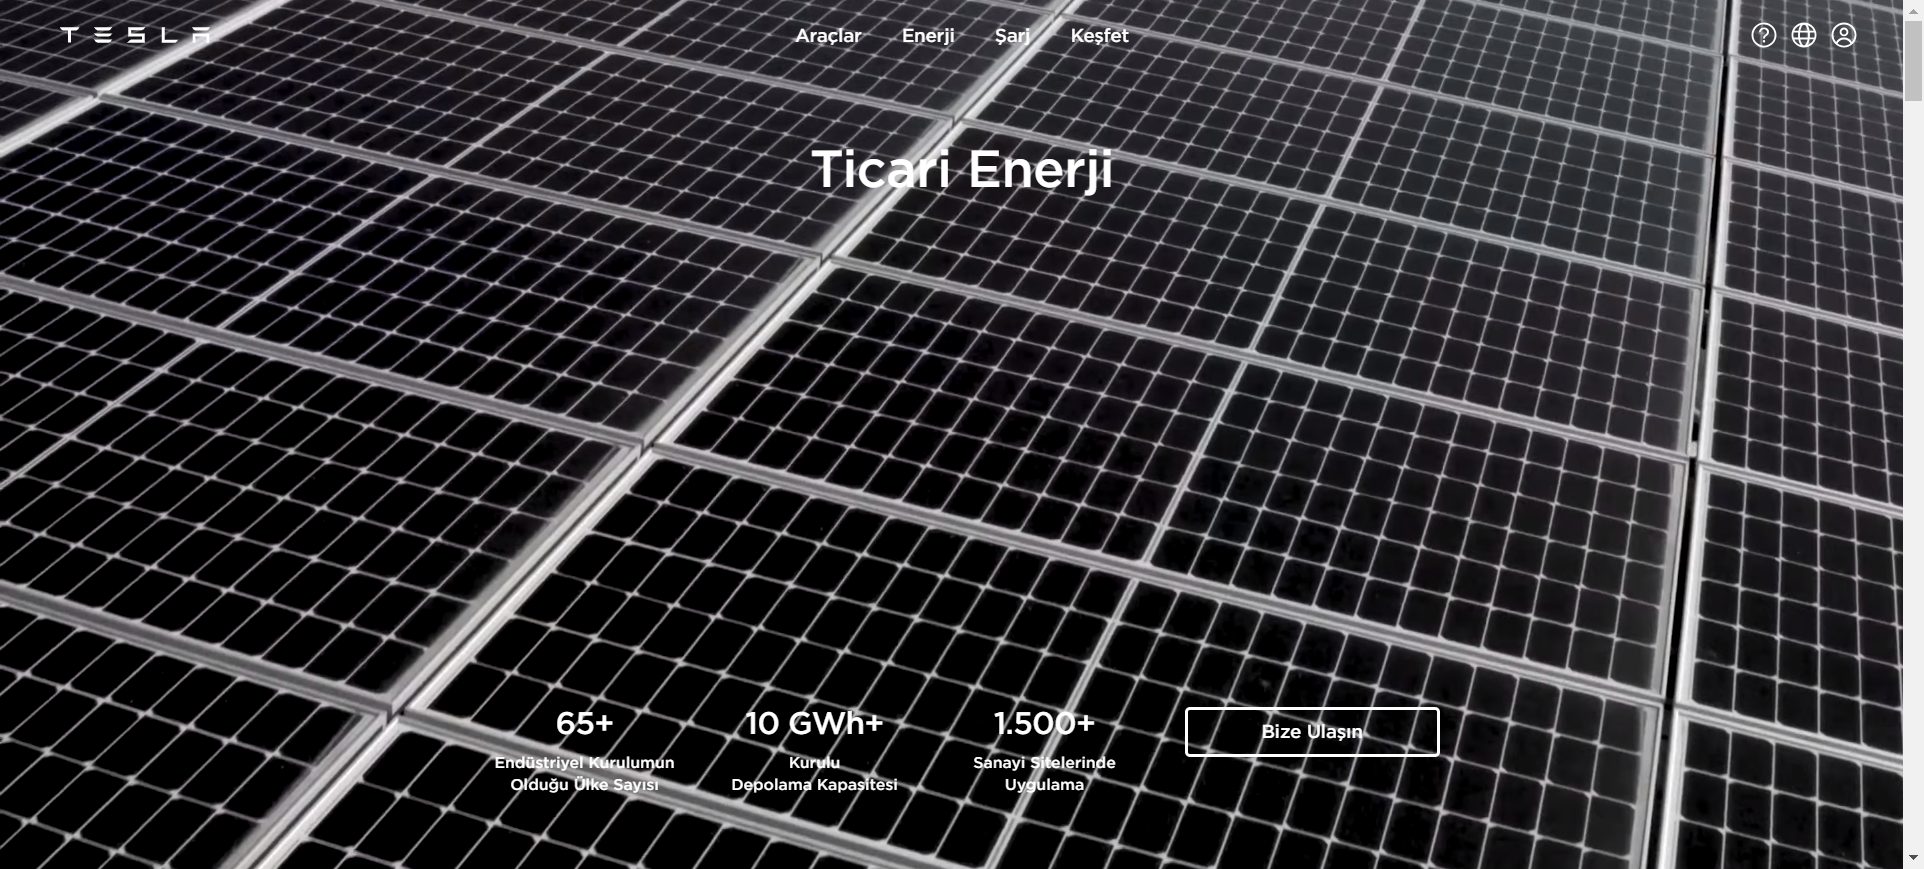 TESLA
Araçlar Enerji Şarj Keşfet
Ticari Enerji
65+
Endüstriyel Kurulumun
Olduğu Ülke Sayısı
10 GWh+
Kurulu
Depolama Kapasitesi
1.500+
Sanayi Sitelerinde
Uygulama
Bize Ulaşın